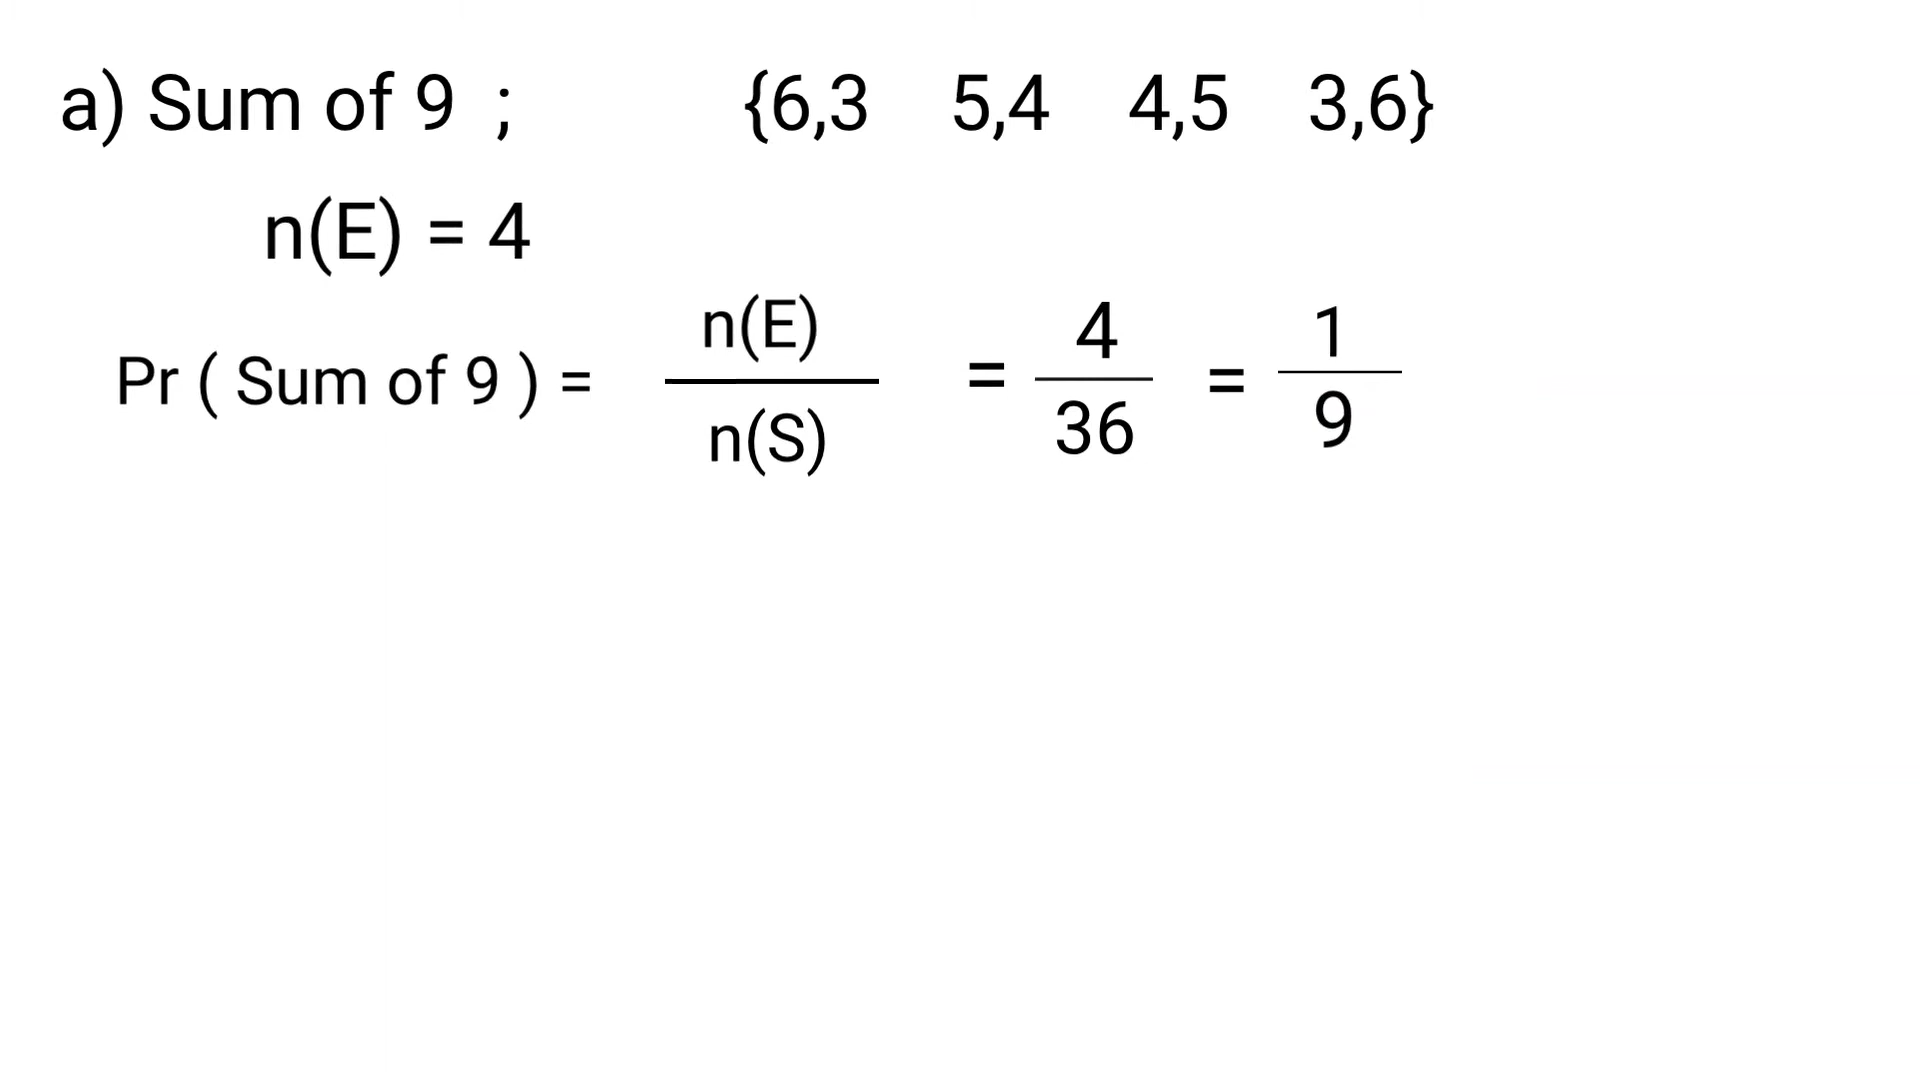 a) Sum of 9 ; {6,3 5,4 4,5 3,6}
n(E) = 4
Pr ( Sum of 9 ) = n(E) / n(S) = 4 / 36 = 1 / 9